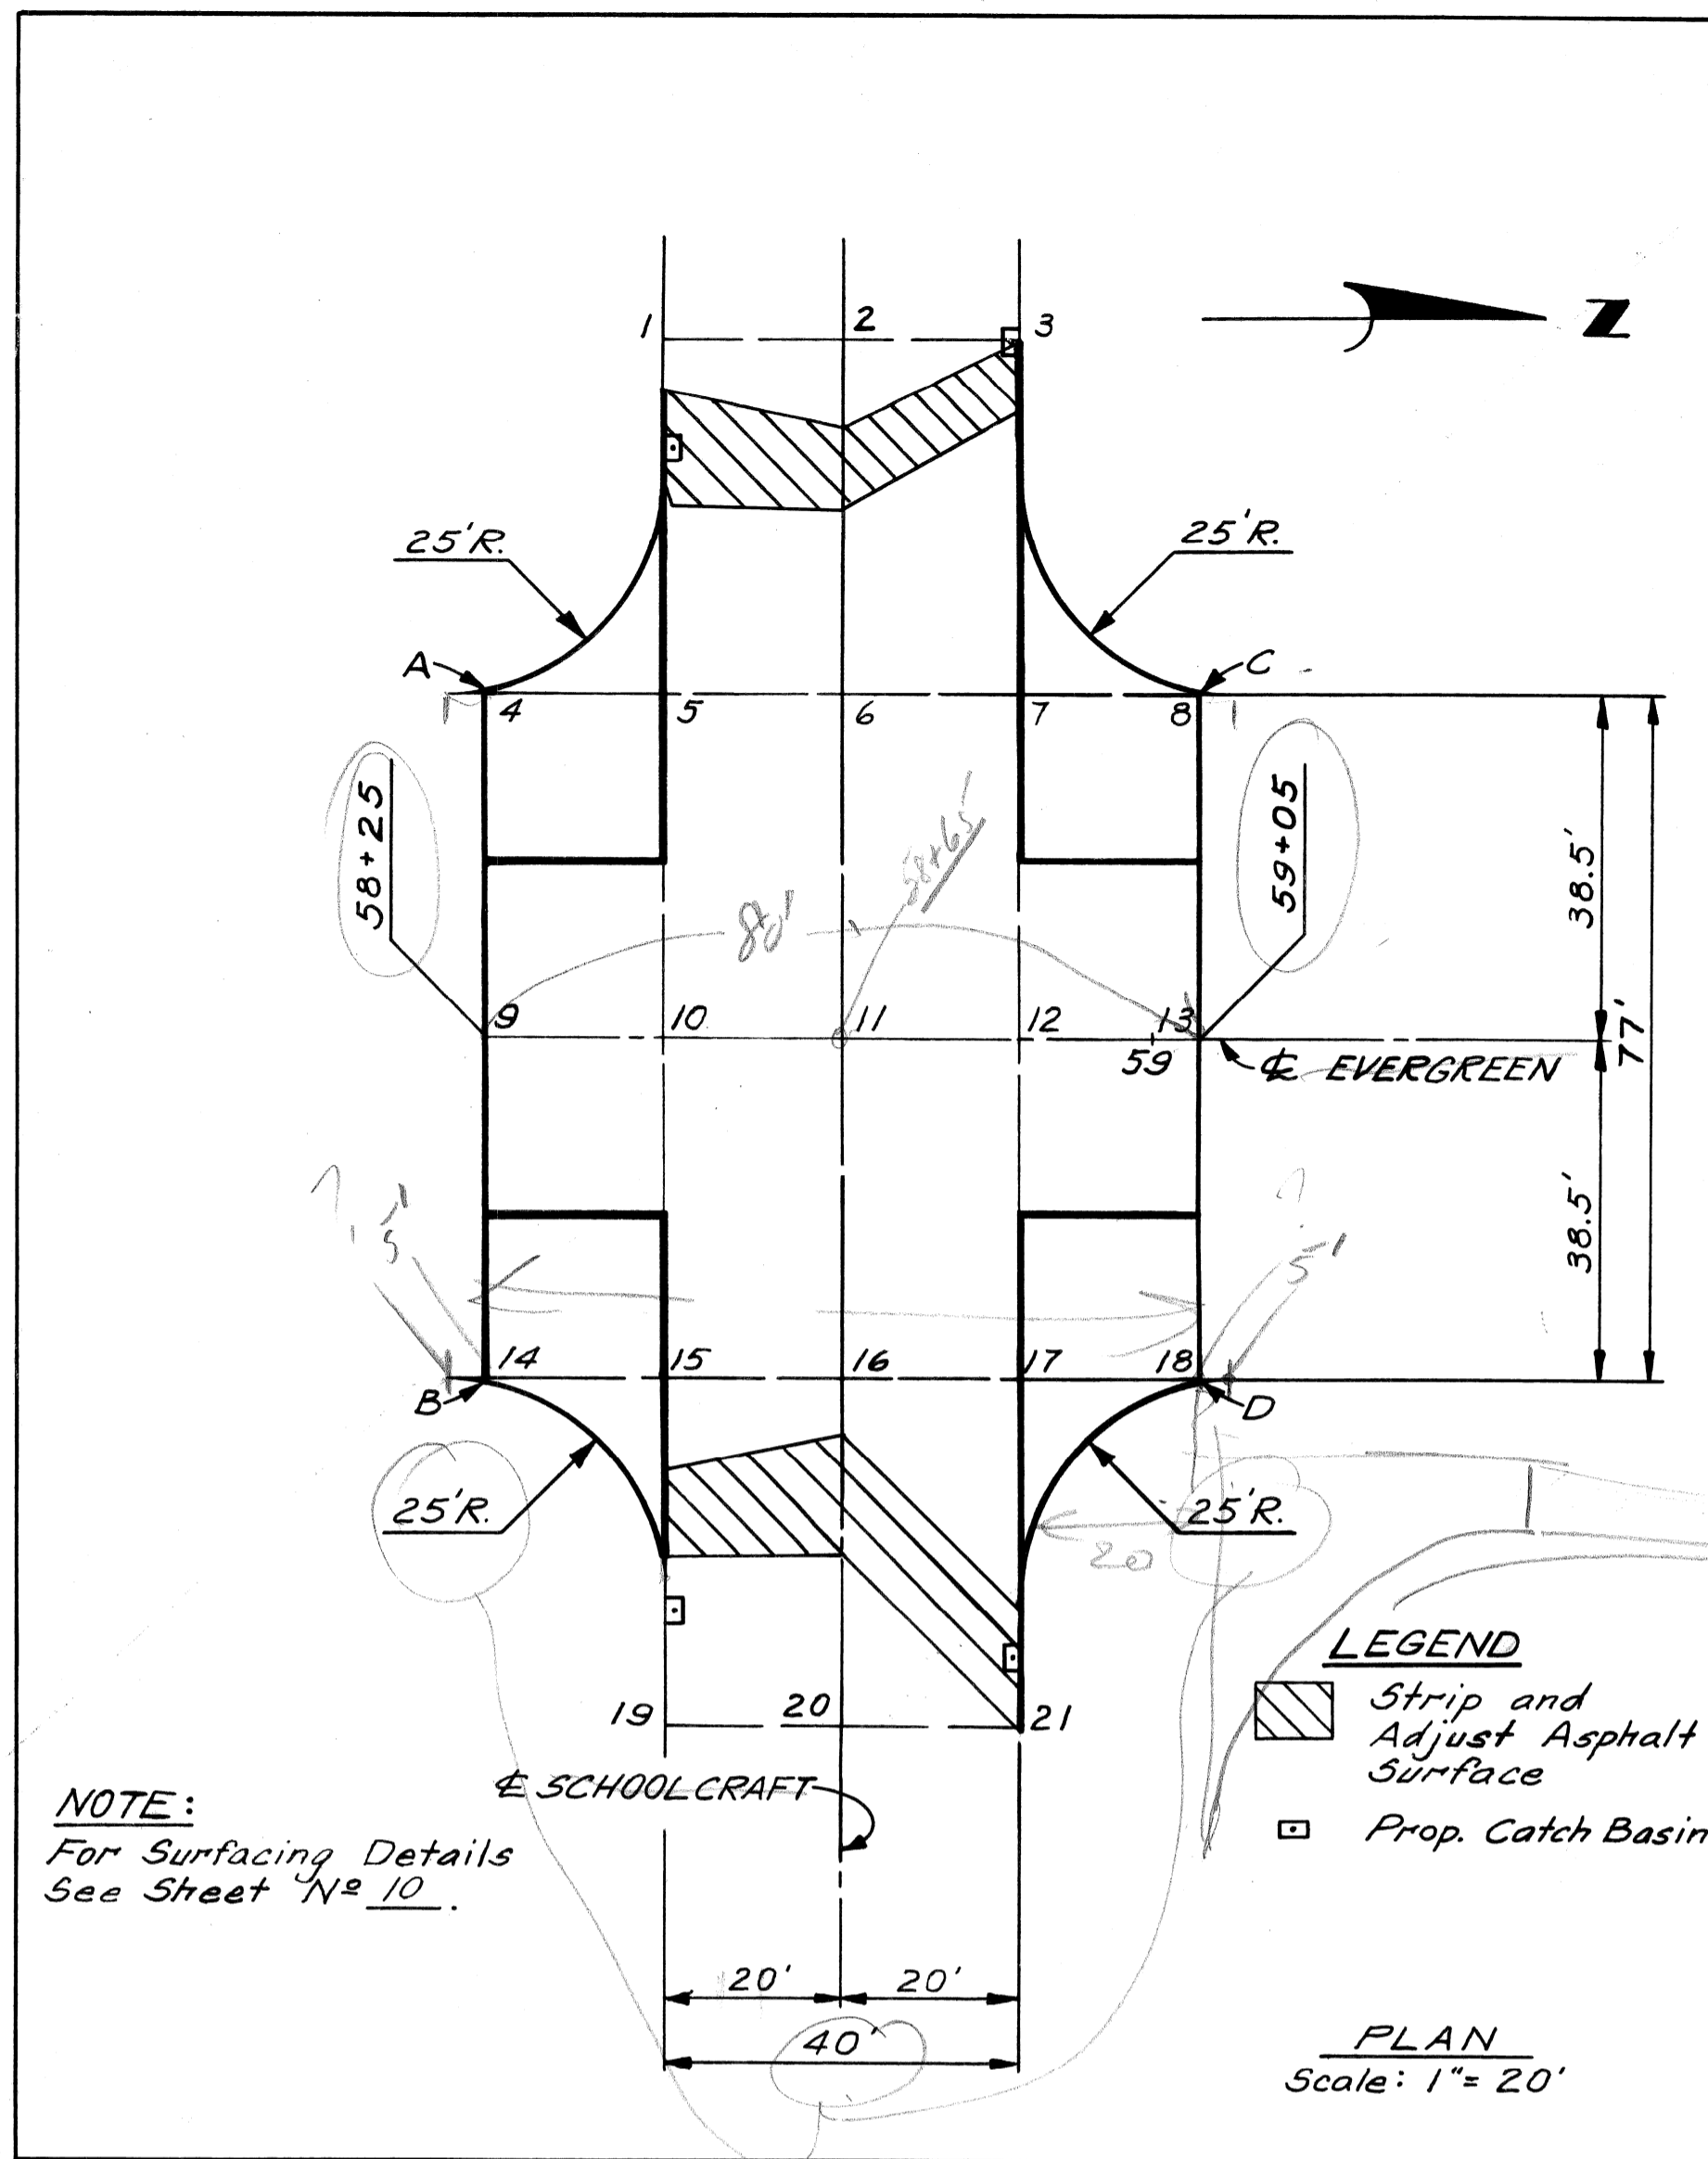 1
2
3
Z
25'R.
25'R.
A
C
4
5
6
7
8
58+25
58+65
59+05
38.5'
80'
77'
9
10
11
12
13
59
℄ EVERGREEN
38.5'
5'
5'
14
15
16
17
18
B
D
25'R.
25'R.
20
LEGEND
Strip and
Adjust Asphalt
Surface
Prop. Catch Basin
19
20
21
℄ SCHOOLCRAFT
NOTE:
For Surfacing Details
See Sheet Nº 10.
20'
20'
40'
PLAN
Scale: 1"= 20'